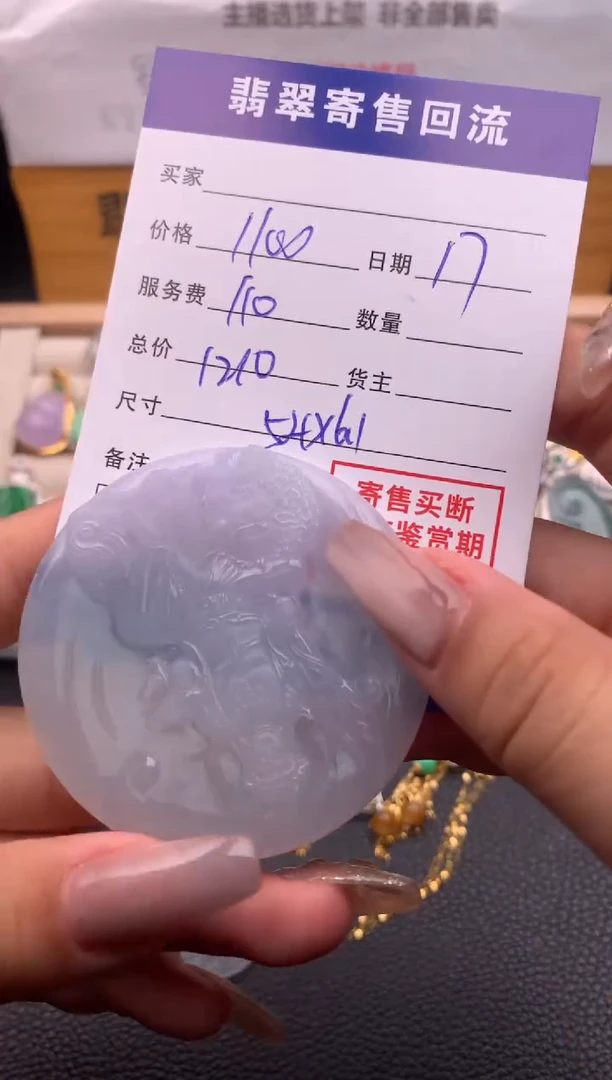 主播选货上架 非全部售卖
翡翠寄售回流
买家
价格 1100 日期 17
服务费 110 数量
总价 1210 货主
尺寸 54X6.1
备注
寄售买断
鉴赏期